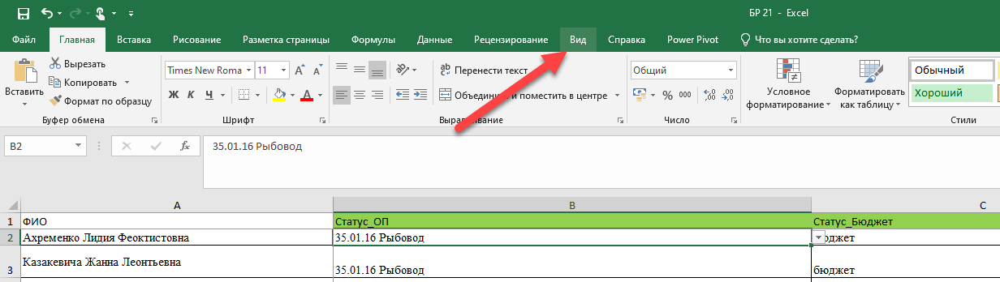 БР 21 - Excel
Файл Главная Вставка Рисование Разметка страницы Формулы Данные Рецензирование Вид Справка Power Pivot Что вы хотите сделать?
Вставить
Вырезать
Копировать
Формат по образцу
Буфер обмена
Times New Roma 11
Ж К Ч
Шрифт
Перенести текст
Объединить и поместить в центре
Выравнивание
Общий
% 000
Число
Условное форматирование
Форматировать как таблицу
Обычный
Хороший
Стили
B2 fx 35.01.16 Рыбовод
A B C
1 ФИО Статус_ОП Статус_Бюджет
2 Ахременко Лидия Феоктистовна 35.01.16 Рыбовод
3 Казакевича Жанна Леонтьевна 35.01.16 Рыбовод бюджет